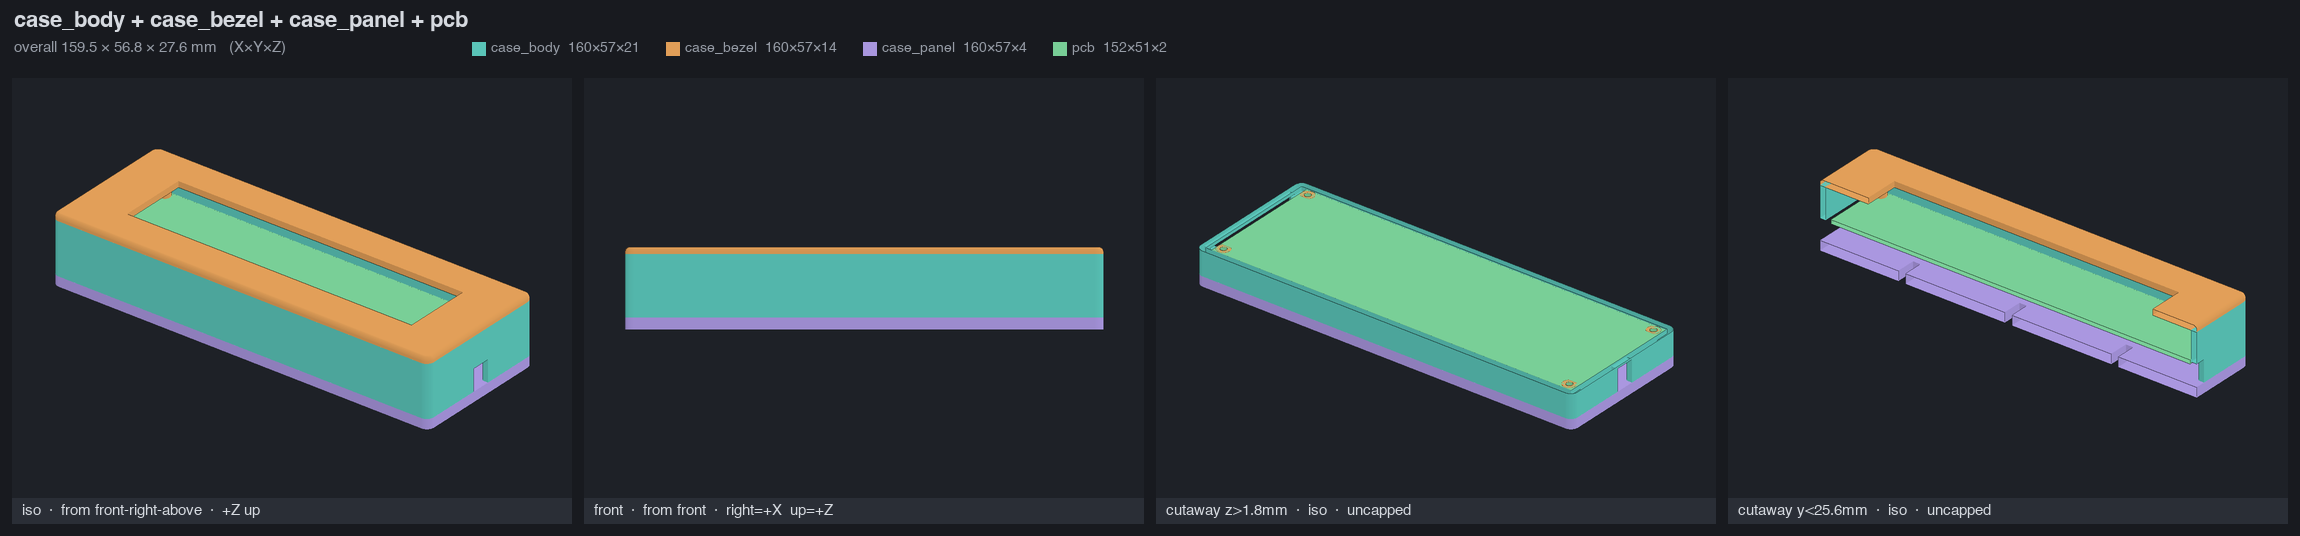 case_body + case_bezel + case_panel + pcb
overall 159.5 × 56.8 × 27.6 mm (X×Y×Z)
case_body 160×57×21
case_bezel 160×57×14
case_panel 160×57×4
pcb 152×51×2
iso · from front-right-above · +Z up
front · from front · right=+X up=+Z
cutaway z>1.8mm · iso · uncapped
cutaway y<25.6mm · iso · uncapped